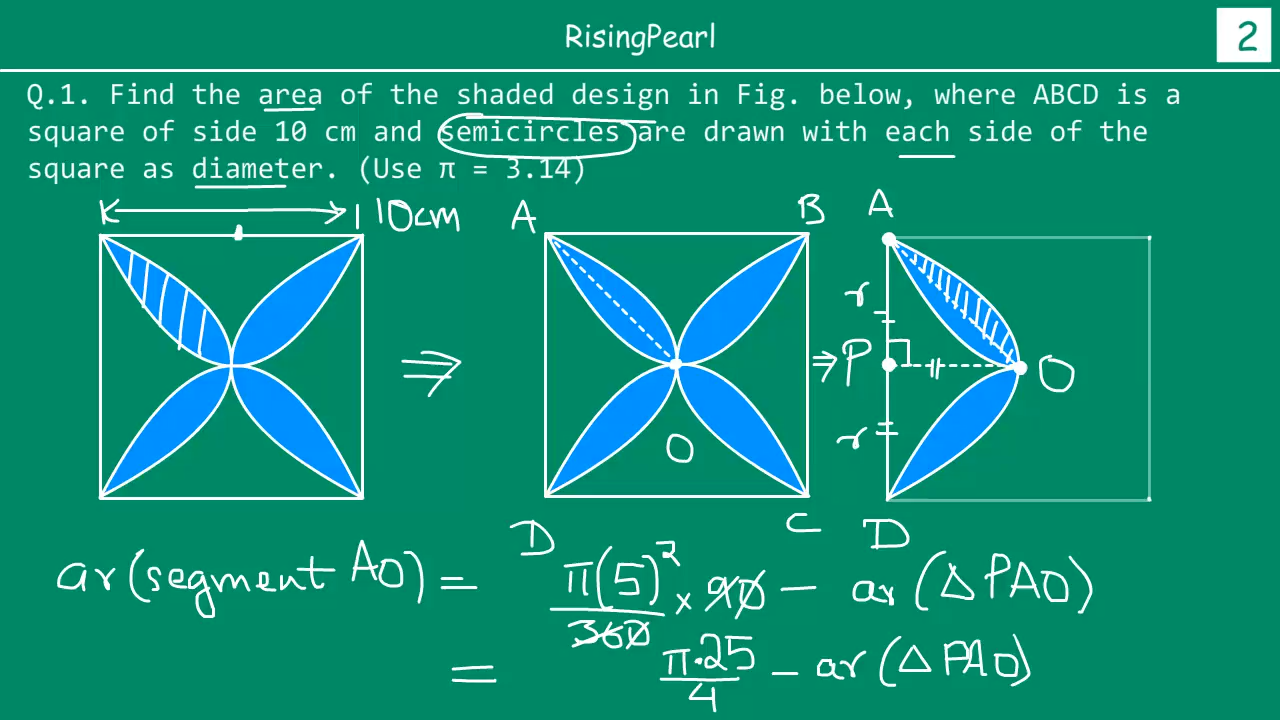 RisingPearl
2
Q.1. Find the area of the shaded design in Fig. below, where ABCD is a
square of side 10 cm and semicircles are drawn with each side of the
square as diameter. (Use π = 3.14)
10cm
A B
A
r
⇒
⇒ P O
r
O
D C
D
ar(segment AO) = π(5)² / 360 × 90 − ar(△PAO)
= π·25 / 4 − ar(△PAO)